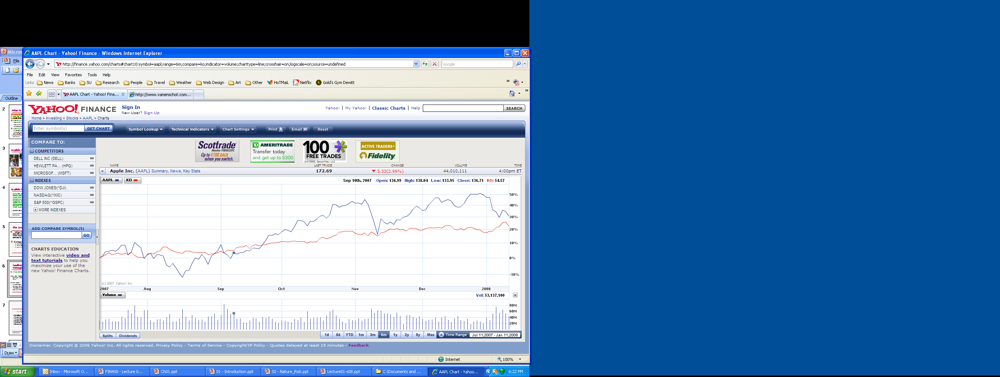 Micros
AAPL Chart - Yahoo! Finance - Windows Internet Explorer
File
http://finance.yahoo.com/charts#chart10:symbol=aapl;range=6m;compare=ko;indicator=volume;charttype=line;crosshair=on;logscale=on;source=undefined
Google
File Edit View Favorites Tools Help
Links News Banks SU Research People Travel Weather Web Design Art Other HoTMaiL Netflix Gold's Gym Dewitt
AAPL Chart - Yahoo! Fina... http://www.vanenschot.com...
Outline
YAHOO! FINANCE Sign In
New User? Sign Up
Yahoo! | My Yahoo! | Classic Charts | Help SEARCH
Home > Investing > Stocks > AAPL > Charts
Enter symbol(s) GET CHART Symbol Lookup Technical Indicators Chart Settings Print Email Reset
COMPARE TO:
COMPETITORS
DELL INC (DELL)
HEWLETT PA... (HPQ)
MICROSOF... (MSFT)
INDEXES
DOW JONES(^DJI)
NASDAQ(^IXIC)
S&P 500(^GSPC)
MORE INDEXES
ADD COMPARE SYMBOL(S)
GO
CHARTS EDUCATION
View interactive video and
text tutorials to help you
maximize your use of the
new Yahoo! Finance Charts.
Scottrade
Member FINRA/SIPC
Up to $100 BACK
when you switch.
TD AMERITRADE
Transfer today
and get up to $300
100
FREE TRADES
E*TRADE Securities LLC
ACTIVE TRADERS
Fidelity
NAME LAST TRADE CHANGE VOLUME TIME
Apple Inc. (AAPL) Summary, News, Key Stats 172.69 5.33(2.99%) 44,010,111 4:00pm ET
AAPL KO Sep 10th, 2007 Open: 136.99 High: 138.04 Low: 133.95 Close: 136.71 KO: 54.57
50%
40%
30%
20%
10%
0%
-10%
(c) 2007 Yahoo! Inc.
2007 Aug Sep Oct Nov Dec 2008
Volume Vol: 53,137,100
80M
60M
40M
20M
Splits Dividends 1d 5d YTD 1m 3m 6m 1y 2y 5y Max Time Range Jul 11,2007 - Jan 11,2008
Disclaimer. Copyright © 2006 Yahoo! Inc. All rights reserved. Privacy Policy - Terms of Service - Copyright/IP Policy - Quotes delayed at least 15 minutes - Feedback
2
3
4
5
6
7
Draw
Internet 100%
start Inbox - Microsoft O... FIN400 - Lecture 0... Ch01.ppt 01 - Introduction.ppt 02 - Nature_Risk.ppt Lecture01-s08.ppt C:\Documents and ... AAPL Chart - Yahoo... 6:22 PM